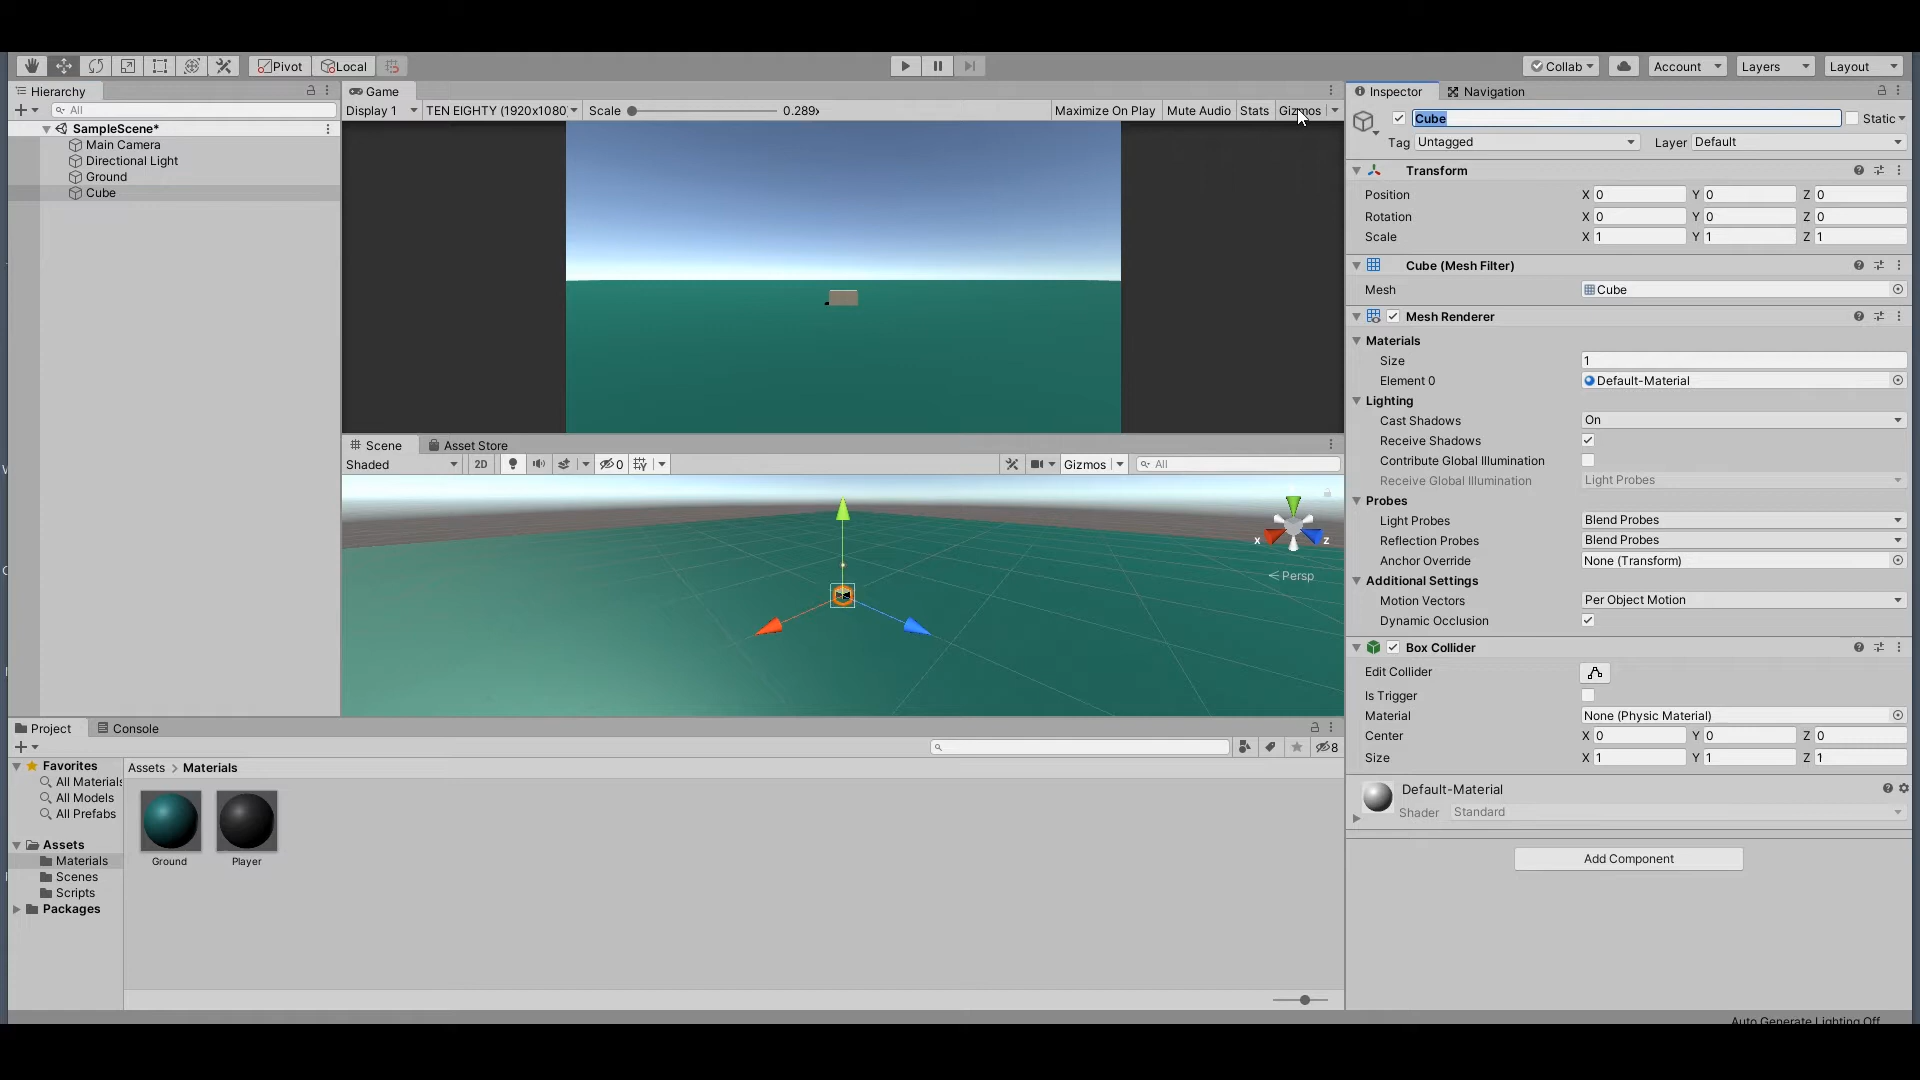 Pivot Local Collab Account Layers Layout
Hierarchy
All
SampleScene*
Main Camera
Directional Light
Ground
Cube
Game
Display 1 TEN EIGHTY (1920x1080 Scale 0.289x Maximize On Play Mute Audio Stats Gizmos
Scene Asset Store
Shaded 2D 0 Gizmos All
x z
Persp
Inspector Navigation
Cube Static
Tag Untagged Layer Default
Transform
Position X 0 Y 0 Z 0
Rotation X 0 Y 0 Z 0
Scale X 1 Y 1 Z 1
Cube (Mesh Filter)
Mesh Cube
Mesh Renderer
Materials
Size 1
Element 0 Default-Material
Lighting
Cast Shadows On
Receive Shadows
Contribute Global Illumination
Receive Global Illumination Light Probes
Probes
Light Probes Blend Probes
Reflection Probes Blend Probes
Anchor Override None (Transform)
Additional Settings
Motion Vectors Per Object Motion
Dynamic Occlusion
Box Collider
Edit Collider
Is Trigger
Material None (Physic Material)
Center X 0 Y 0 Z 0
Size X 1 Y 1 Z 1
Default-Material
Shader Standard
Add Component
Project Console
8
Favorites
All Materials
All Models
All Prefabs
Assets
Materials
Scenes
Scripts
Packages
Assets > Materials
Ground Player
Auto Generate Lighting Off